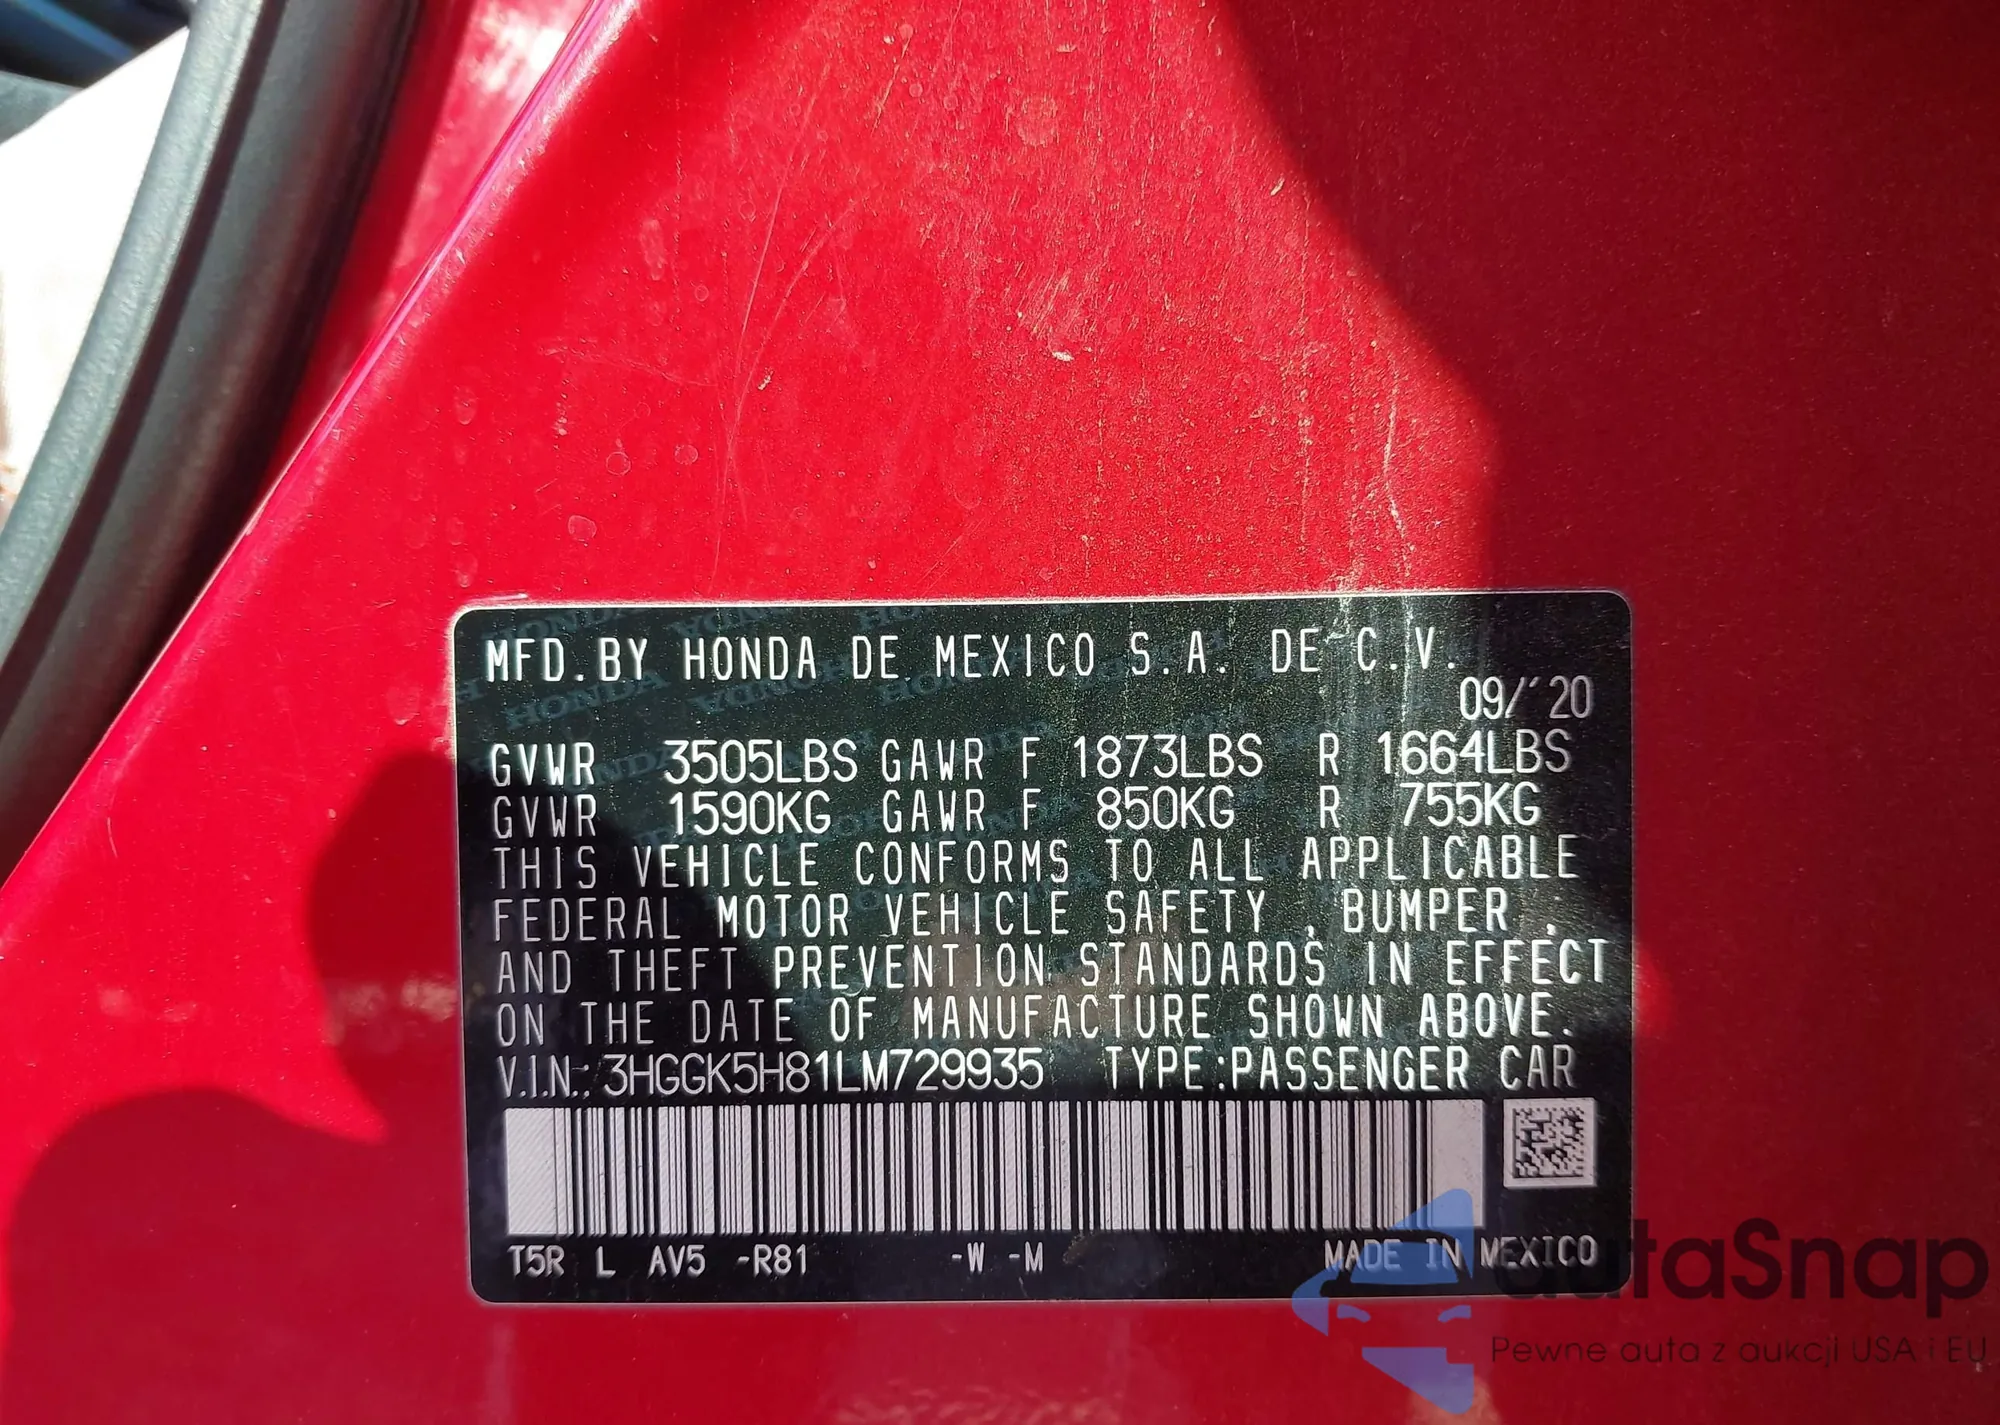 MFD.BY HONDA DE MEXICO S.A. DE C.V.
09/'20
GVWR 3505LBS GAWR F 1873LBS R 1664LBS
GVWR 1590KG GAWR F 850KG R 755KG
THIS VEHICLE CONFORMS TO ALL APPLICABLE
FEDERAL MOTOR VEHICLE SAFETY , BUMPER ,
AND THEFT PREVENTION STANDARDS IN EFFECT
ON THE DATE OF MANUFACTURE SHOWN ABOVE.
V.I.N.: 3HGGK5H81LM729935 TYPE:PASSENGER CAR
T5R L AV5 -R81 -W -M MADE IN MEXICO
autaSnap
Pewne auta z aukcji USA i EU